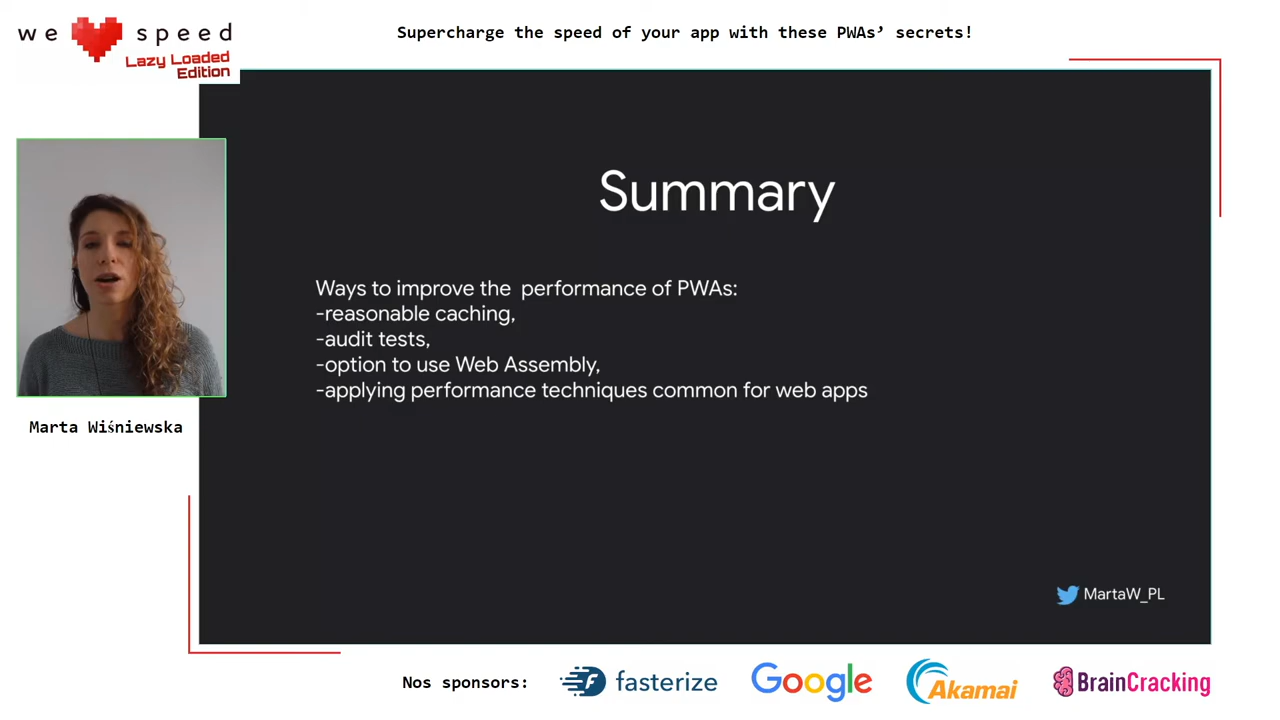 we speed
Lazy Loaded
Edition
Supercharge the speed of your app with these PWAs’ secrets!
Summary
Ways to improve the  performance of PWAs:
-reasonable caching,
-audit tests,
-option to use Web Assembly,
-applying performance techniques common for web apps
Marta Wiśniewska
MartaW_PL
Nos sponsors:
fasterize
Google
Akamai
BrainCracking